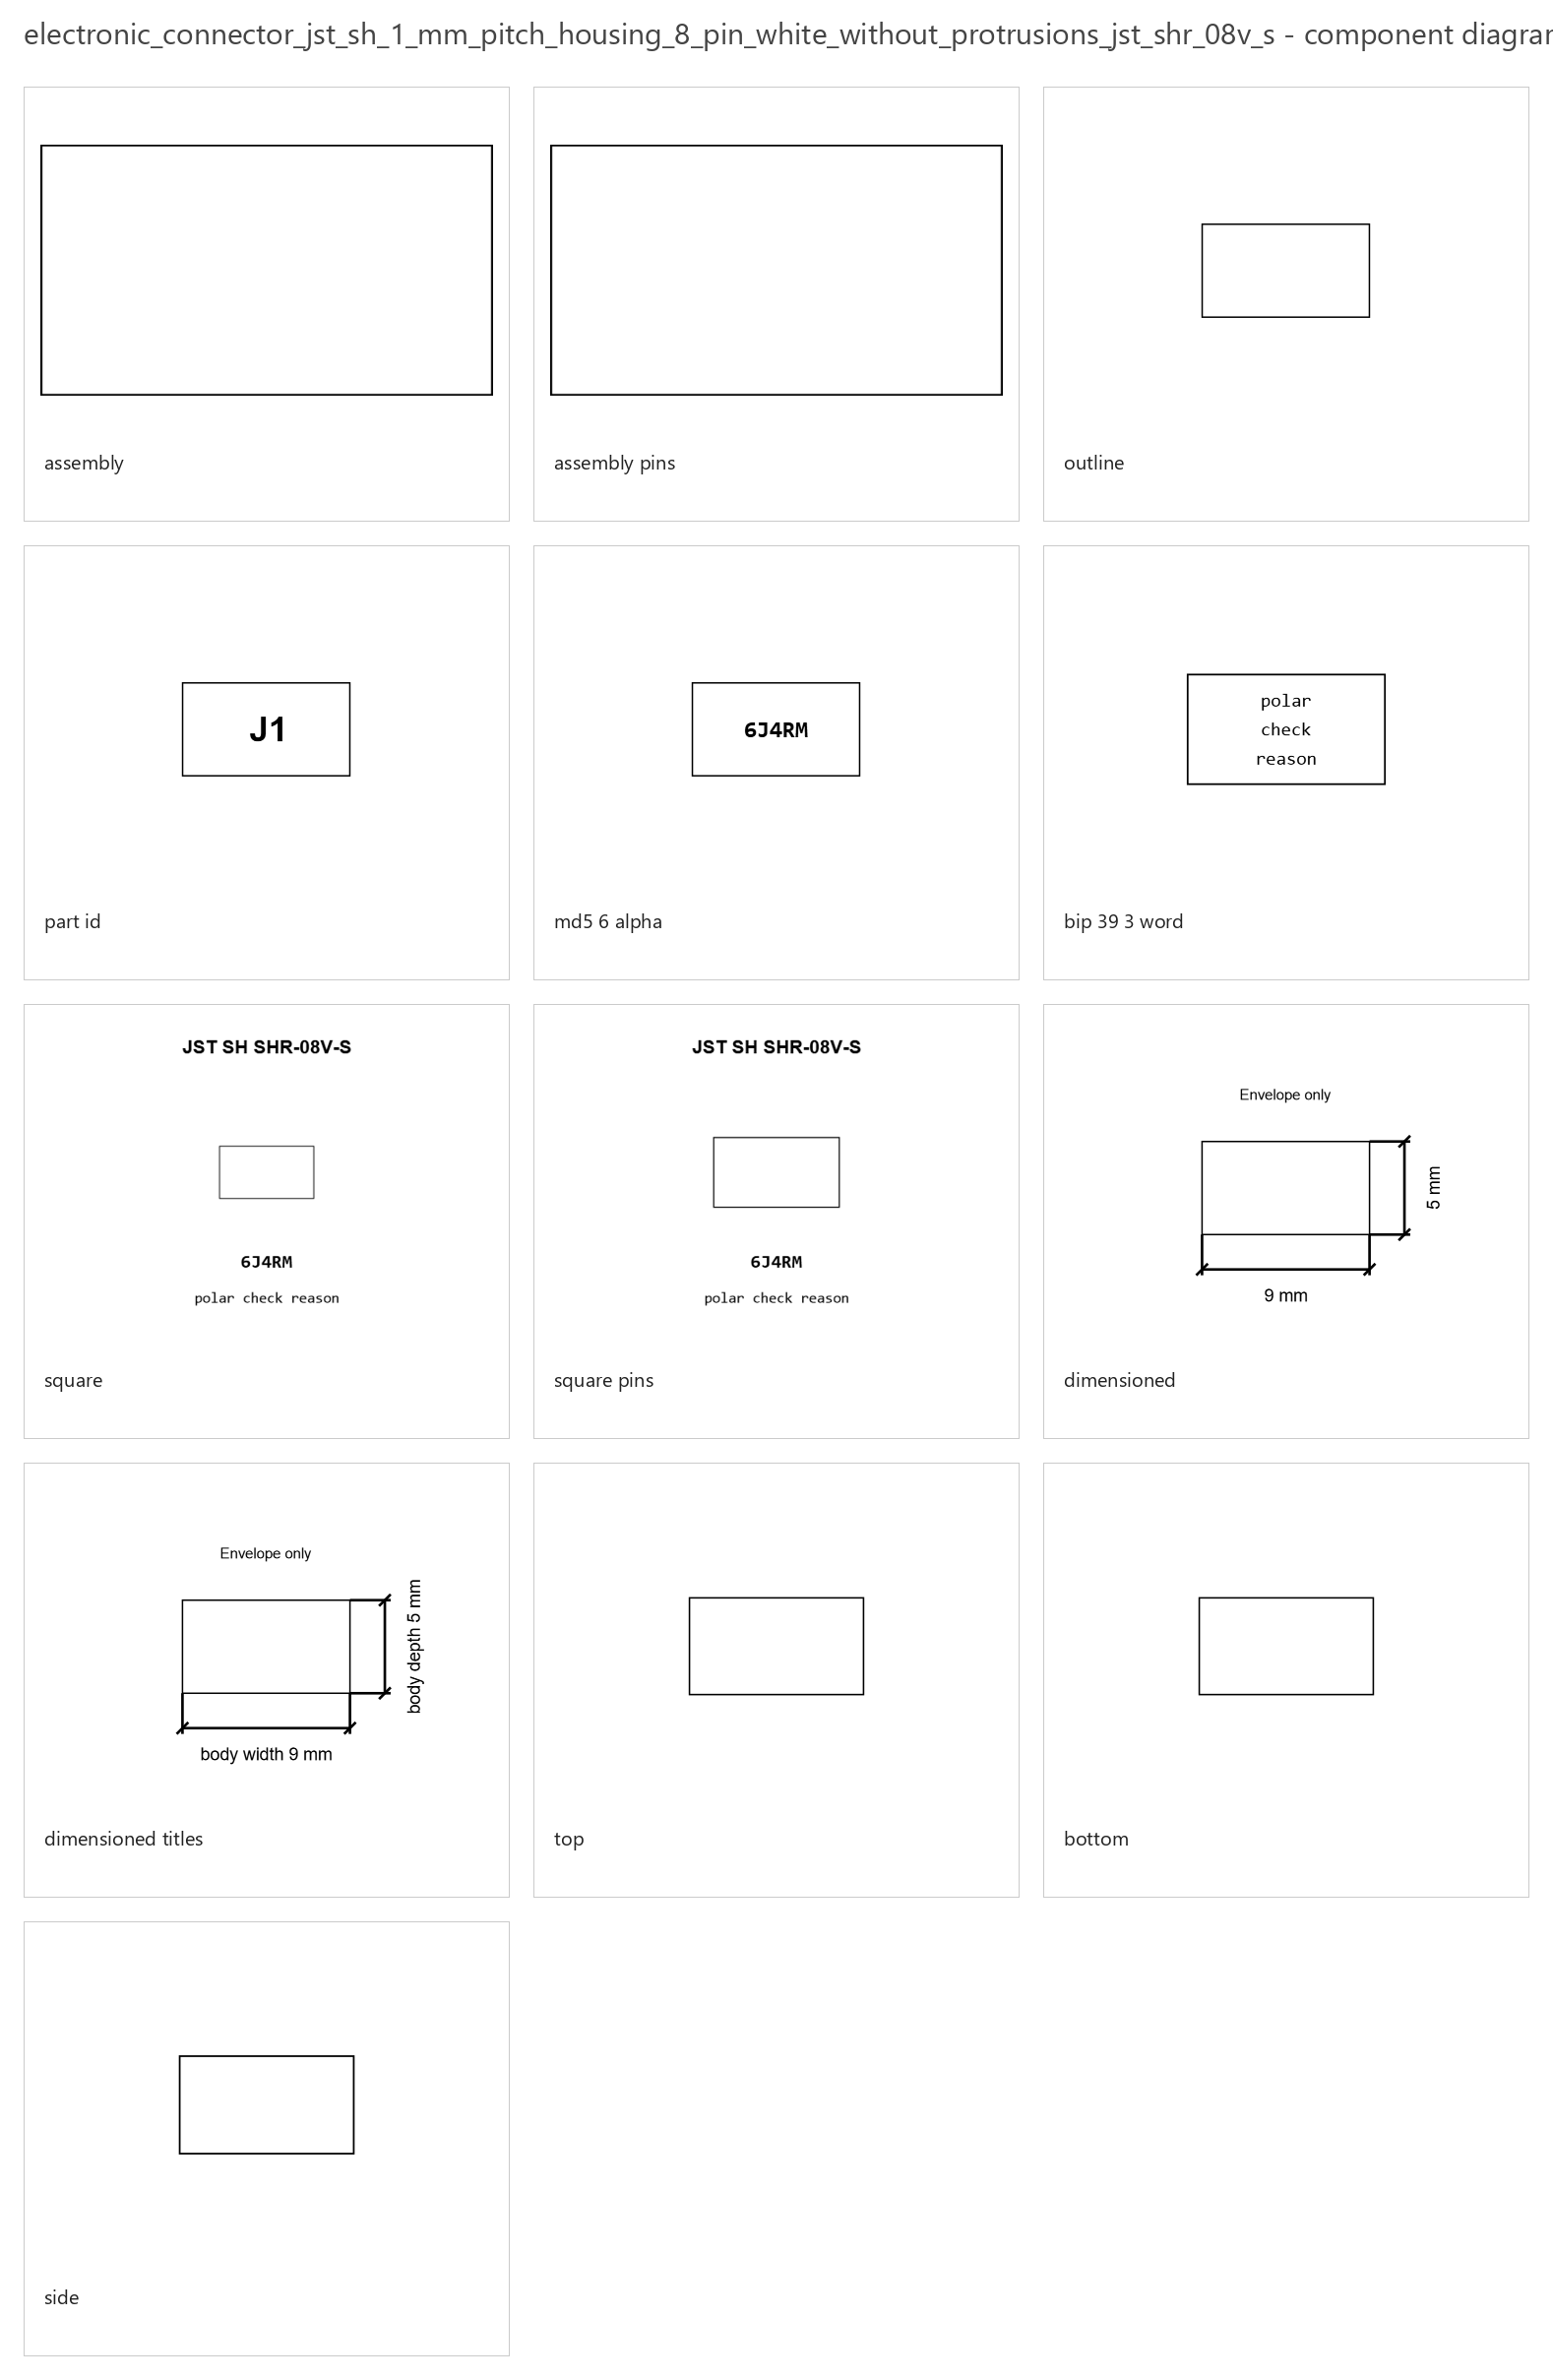 electronic_connector_jst_sh_1_mm_pitch_housing_8_pin_white_without_protrusions_jst_shr_08v_s - component diagram
assembly
assembly pins
outline
J1
part id
6J4RM
md5 6 alpha
polar
check
reason
bip 39 3 word
JST SH SHR-08V-S
6J4RM
polar check reason
square
JST SH SHR-08V-S
6J4RM
polar check reason
square pins
Envelope only
5 mm
9 mm
dimensioned
Envelope only
body depth 5 mm
body width 9 mm
dimensioned titles
top
bottom
side